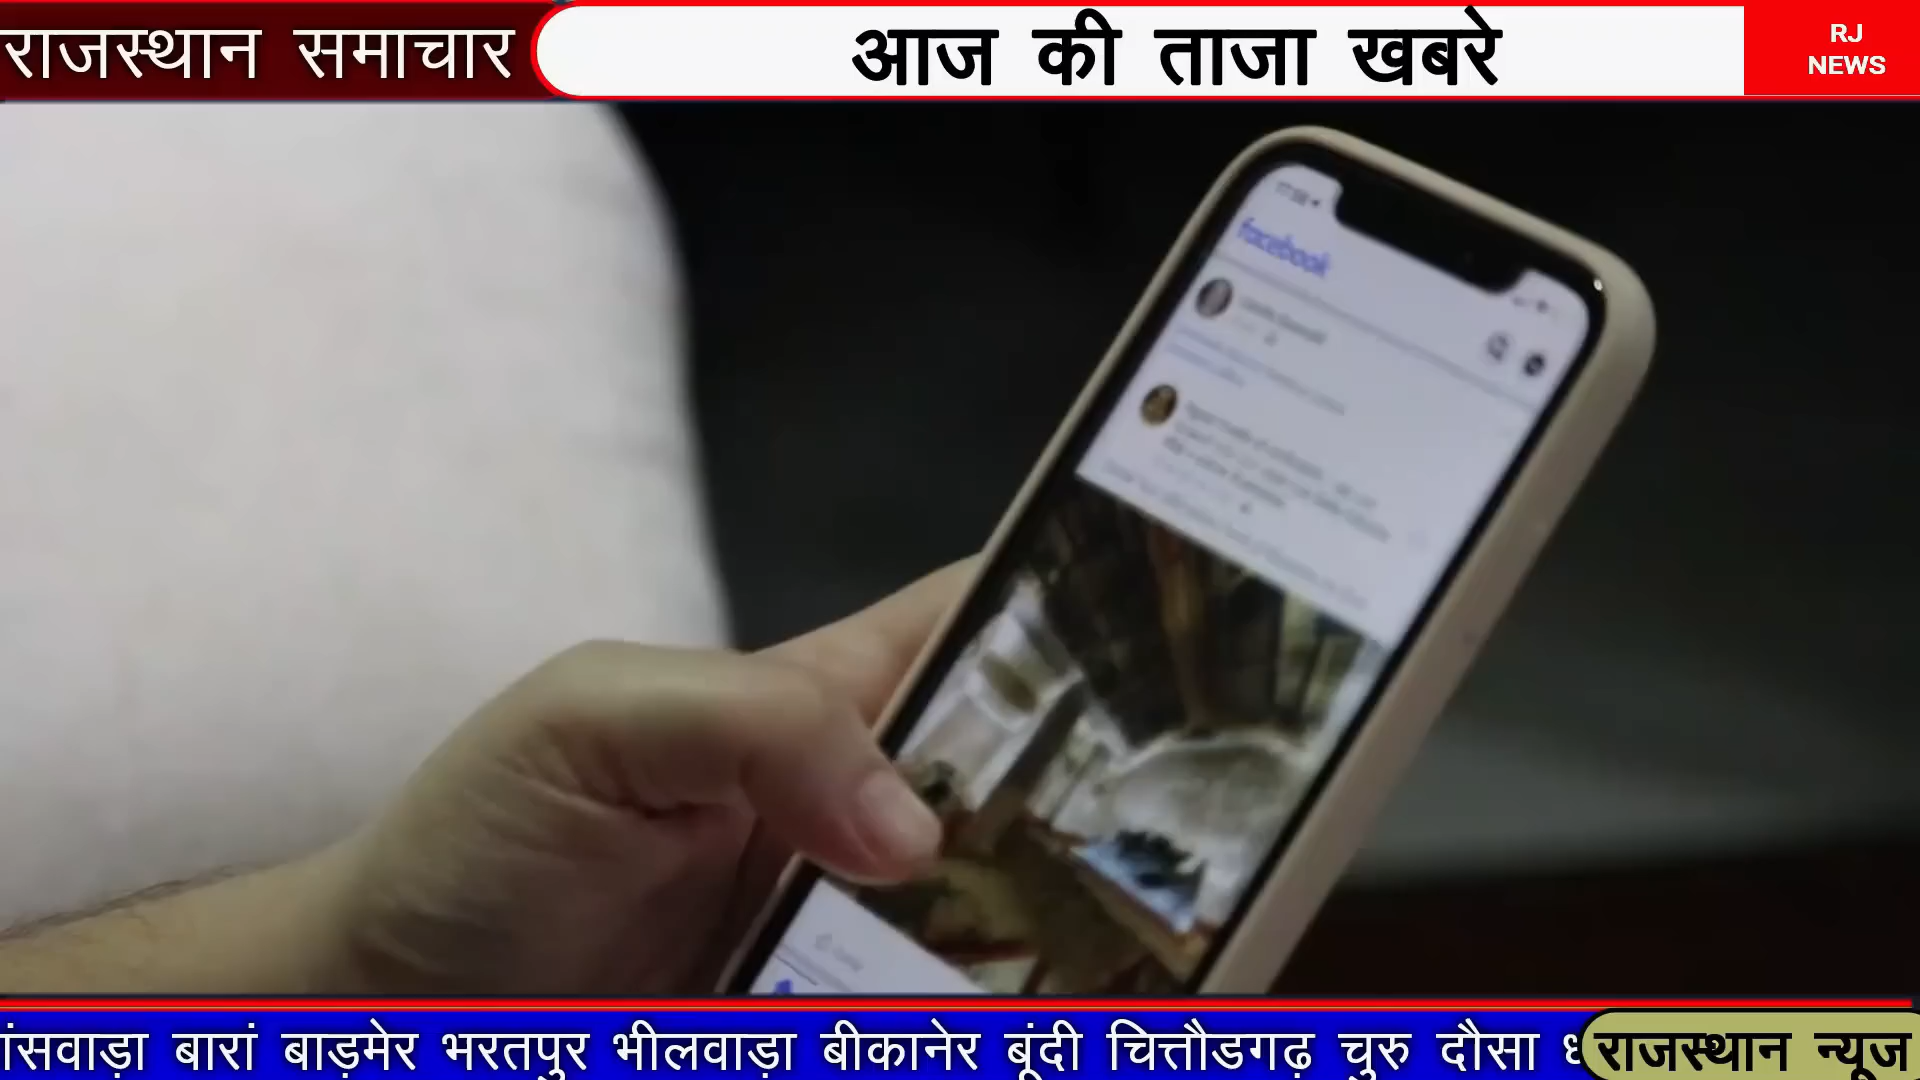 राजस्थान समाचार
आज की ताजा खबरे
RJ
NEWS
facebook
ांसवाड़ा बारां बाड़मेर भरतपुर भीलवाड़ा बीकानेर बूंदी चित्तौडगढ़ चुरु दौसा
राजस्थान न्यूज